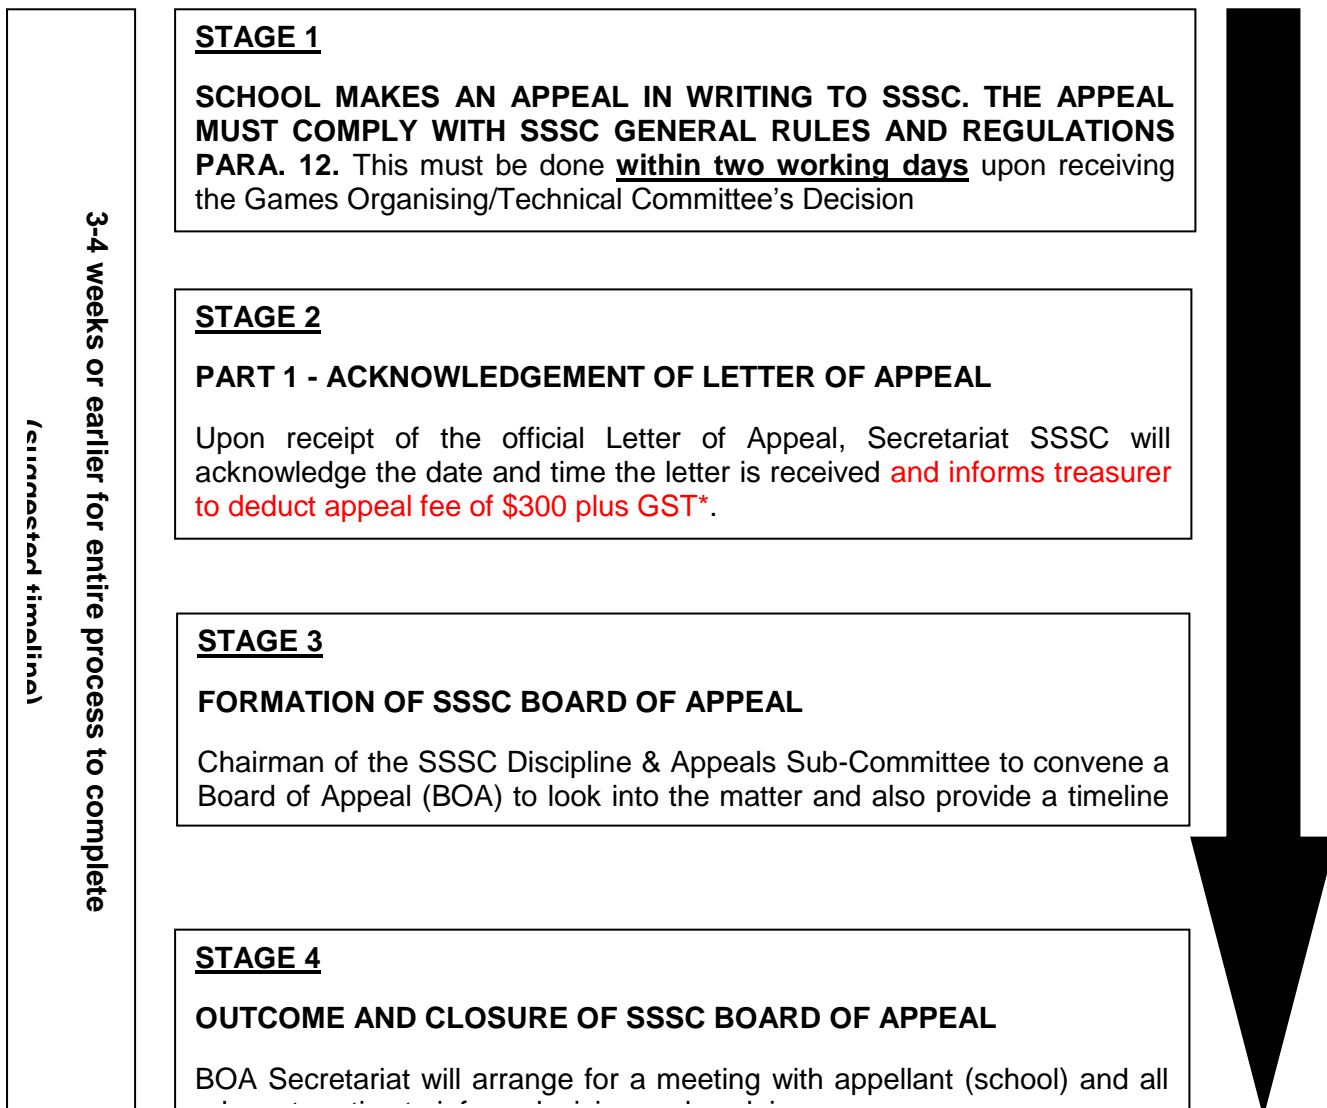 3-4 weeks or earlier for entire process to complete
(suggested timeline)
STAGE 1
SCHOOL MAKES AN APPEAL IN WRITING TO SSSC. THE APPEAL
MUST COMPLY WITH SSSC GENERAL RULES AND REGULATIONS
PARA. 12. This must be done within two working days upon receiving
the Games Organising/Technical Committee's Decision
STAGE 2
PART 1 - ACKNOWLEDGEMENT OF LETTER OF APPEAL
Upon receipt of the official Letter of Appeal, Secretariat SSSC will
acknowledge the date and time the letter is received and informs treasurer
to deduct appeal fee of $300 plus GST*.
STAGE 3
FORMATION OF SSSC BOARD OF APPEAL
Chairman of the SSSC Discipline & Appeals Sub-Committee to convene a
Board of Appeal (BOA) to look into the matter and also provide a timeline
STAGE 4
OUTCOME AND CLOSURE OF SSSC BOARD OF APPEAL
BOA Secretariat will arrange for a meeting with appellant (school) and all